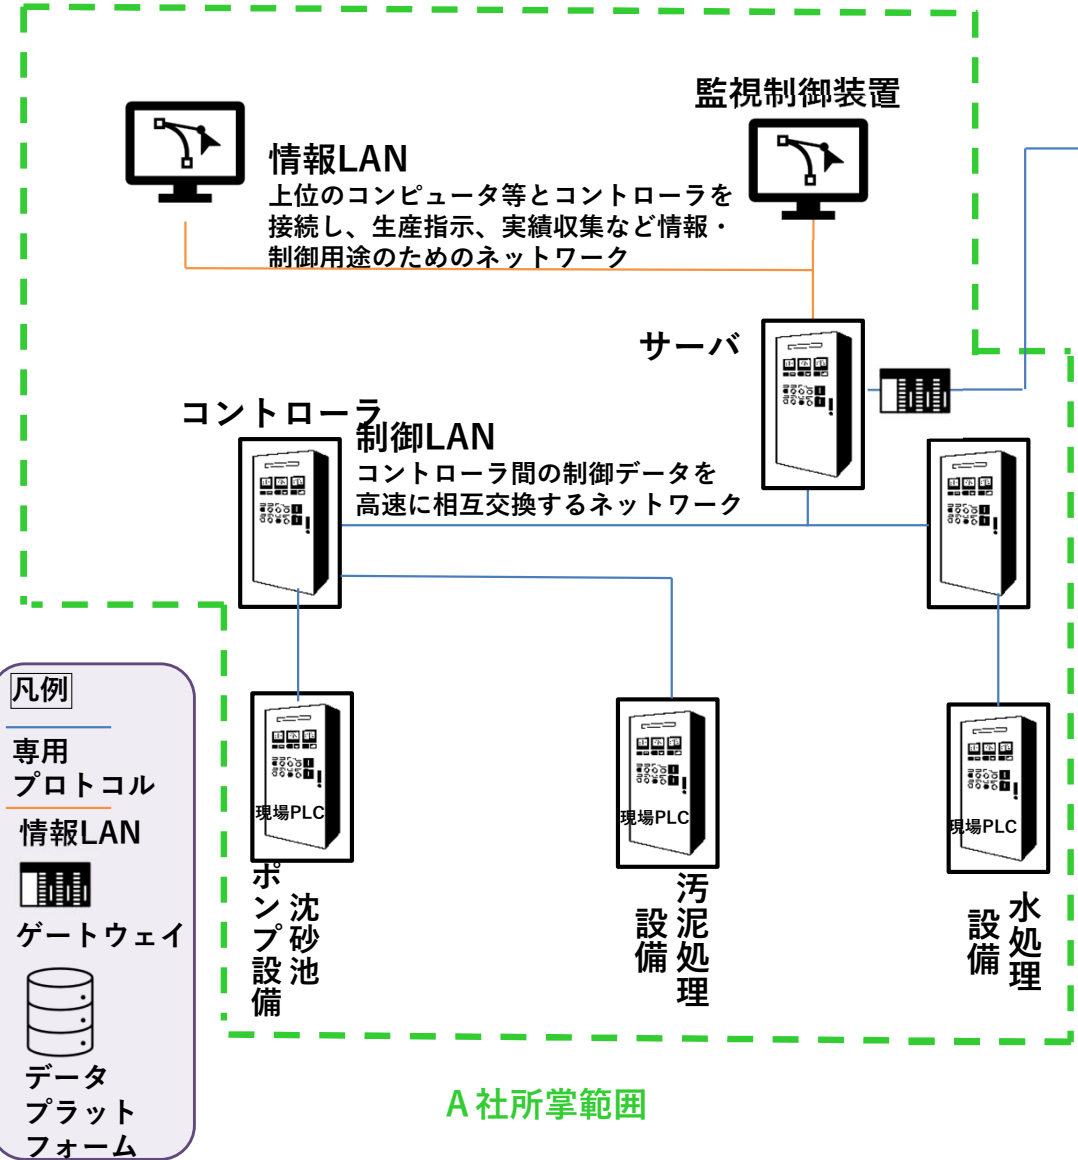 監視制御装置
情報LAN
上位のコンピュータ等とコントローラを
接続し、生産指示、実績収集など情報・
制御用途のためのネットワーク
サーバ
コントローラ
制御LAN
コントローラ間の制御データを
高速に相互交換するネットワーク
凡例
専用
プロトコル
情報LAN
ゲートウェイ
データ
プラット
フォーム
現場PLC
現場PLC
現場PLC
沈砂池
ポンプ設備
汚泥処理
設備
水処理
設備
A社所掌範囲